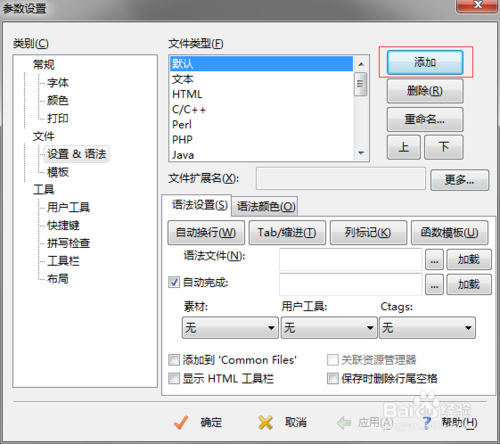 参数设置
类别(C)
常规
字体
颜色
打印
文件
设置 & 语法
模板
工具
用户工具
快捷键
拼写检查
工具栏
布局
文件类型(F)
默认
文本
HTML
C/C++
Perl
PHP
Java
添加
删除(R)
重命名...
上 下
文件扩展名(X): 更多...
语法设置(S) 语法颜色(O)
自动换行(W) Tab/缩进(T) 列标记(K) 函数模板(U)
语法文件(N): ... 加载
自动完成: ... 加载
素材: 用户工具: Ctags:
无 无 无
添加到 'Common Files' 关联资源管理器
显示 HTML 工具栏 保存时删除行尾空格
确定 取消 应用(A) 帮助(H)
Baidu经验